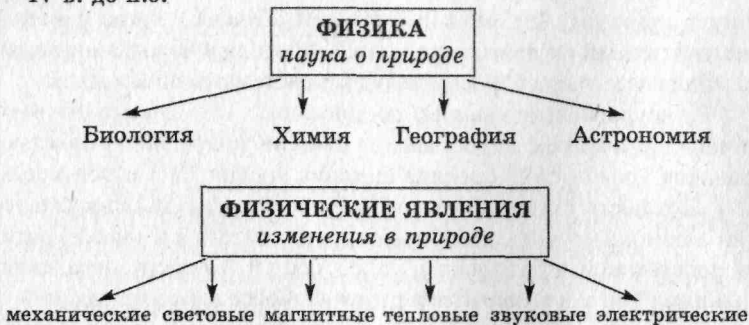 ФИЗИКА
наука о природе
Биология Химия География Астрономия
ФИЗИЧЕСКИЕ ЯВЛЕНИЯ
изменения в природе
механические световые магнитные тепловые звуковые электрические